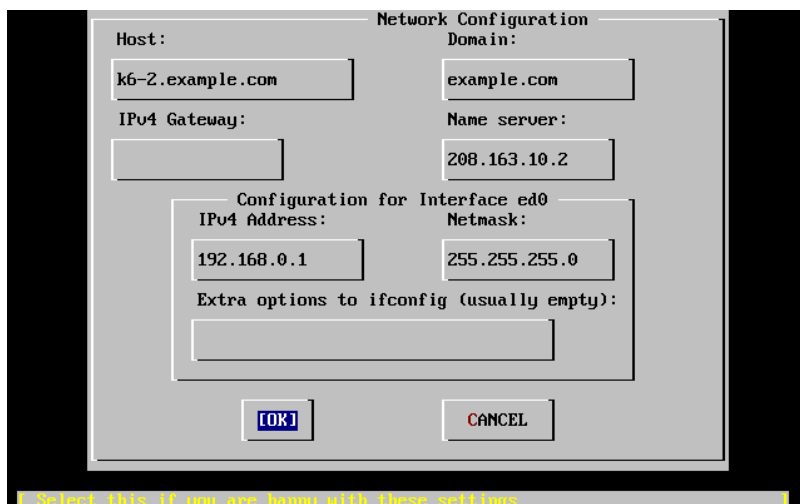 Network Configuration
Host: Domain:
k6-2.example.com example.com
IPv4 Gateway: Name server:
208.163.10.2
Configuration for Interface ed0
IPv4 Address: Netmask:
192.168.0.1 255.255.255.0
Extra options to ifconfig (usually empty):
[OK] CANCEL
[ Select this if you are happy with these settings ]